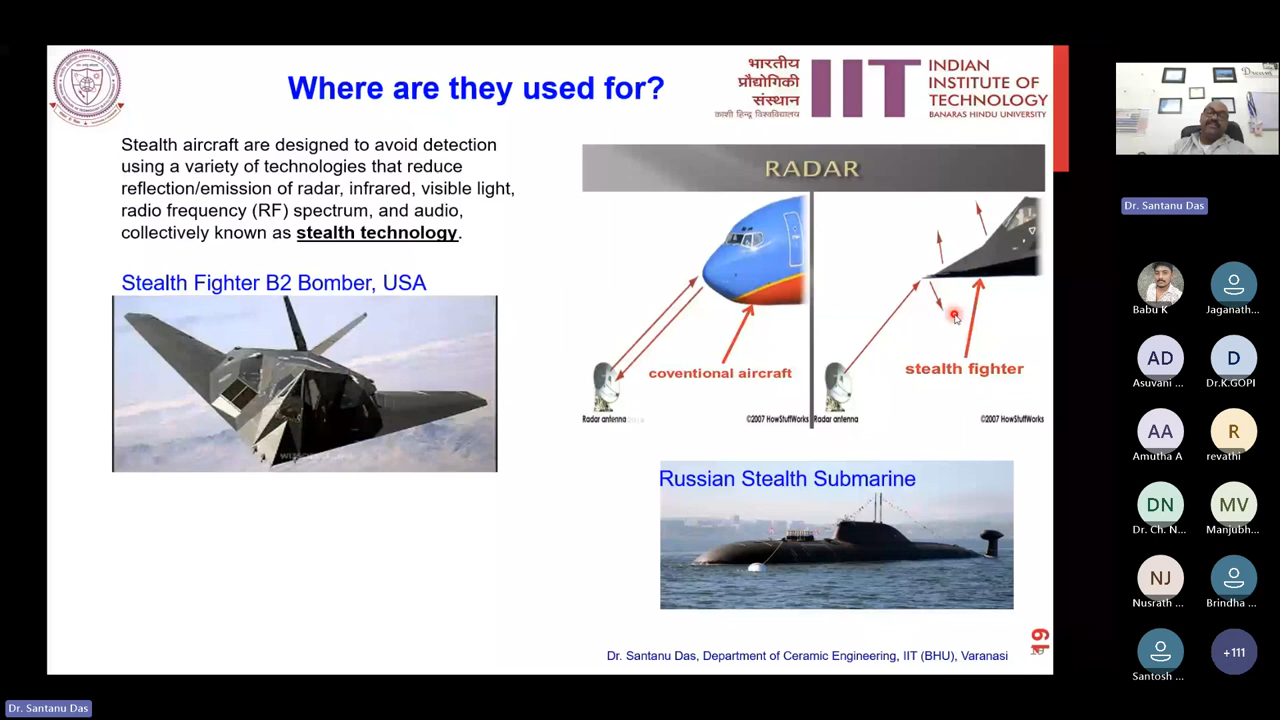 Where are they used for?
भारतीय
प्रौद्योगिकी
संस्थान
काशी हिन्दू विश्वविद्यालय
IIT
INDIAN
INSTITUTE OF
TECHNOLOGY
BANARAS HINDU UNIVERSITY
Stealth aircraft are designed to avoid detection
using a variety of technologies that reduce
reflection/emission of radar, infrared, visible light,
radio frequency (RF) spectrum, and audio,
collectively known as stealth technology.
Stealth Fighter B2 Bomber, USA
RADAR
coventional aircraft
stealth fighter
Radar antenna
©2007 HowStuffWorks
Radar antenna
©2007 HowStuffWorks
Russian Stealth Submarine
19
Dr. Santanu Das, Department of Ceramic Engineering, IIT (BHU), Varanasi
Dr. Santanu Das
Babu K
Jaganath...
AD
D
Asuvani ...
Dr.K.GOPI
AA
R
Amutha A
revathi
DN
MV
Dr. Ch. N...
Manjubh...
NJ
Nusrath ...
Brindha ...
+111
Santosh ...
Dr. Santanu Das